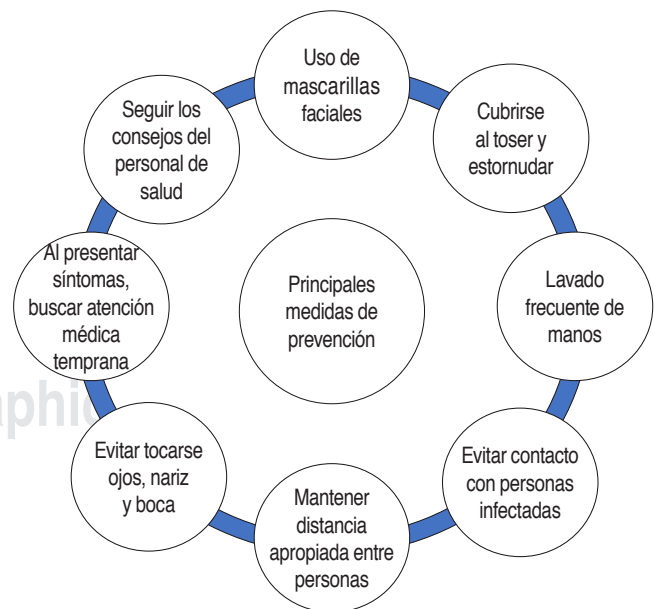 Uso de
mascarillas
faciales
Cubrirse
al toser y
estornudar
Lavado
frecuente de
manos
Evitar contacto
con personas
infectadas
Mantener
distancia
apropiada entre
personas
Evitar tocarse
ojos, nariz
y boca
Al presentar
síntomas,
buscar atención
médica
temprana
Seguir los
consejos del
personal de
salud
Principales
medidas de
prevención